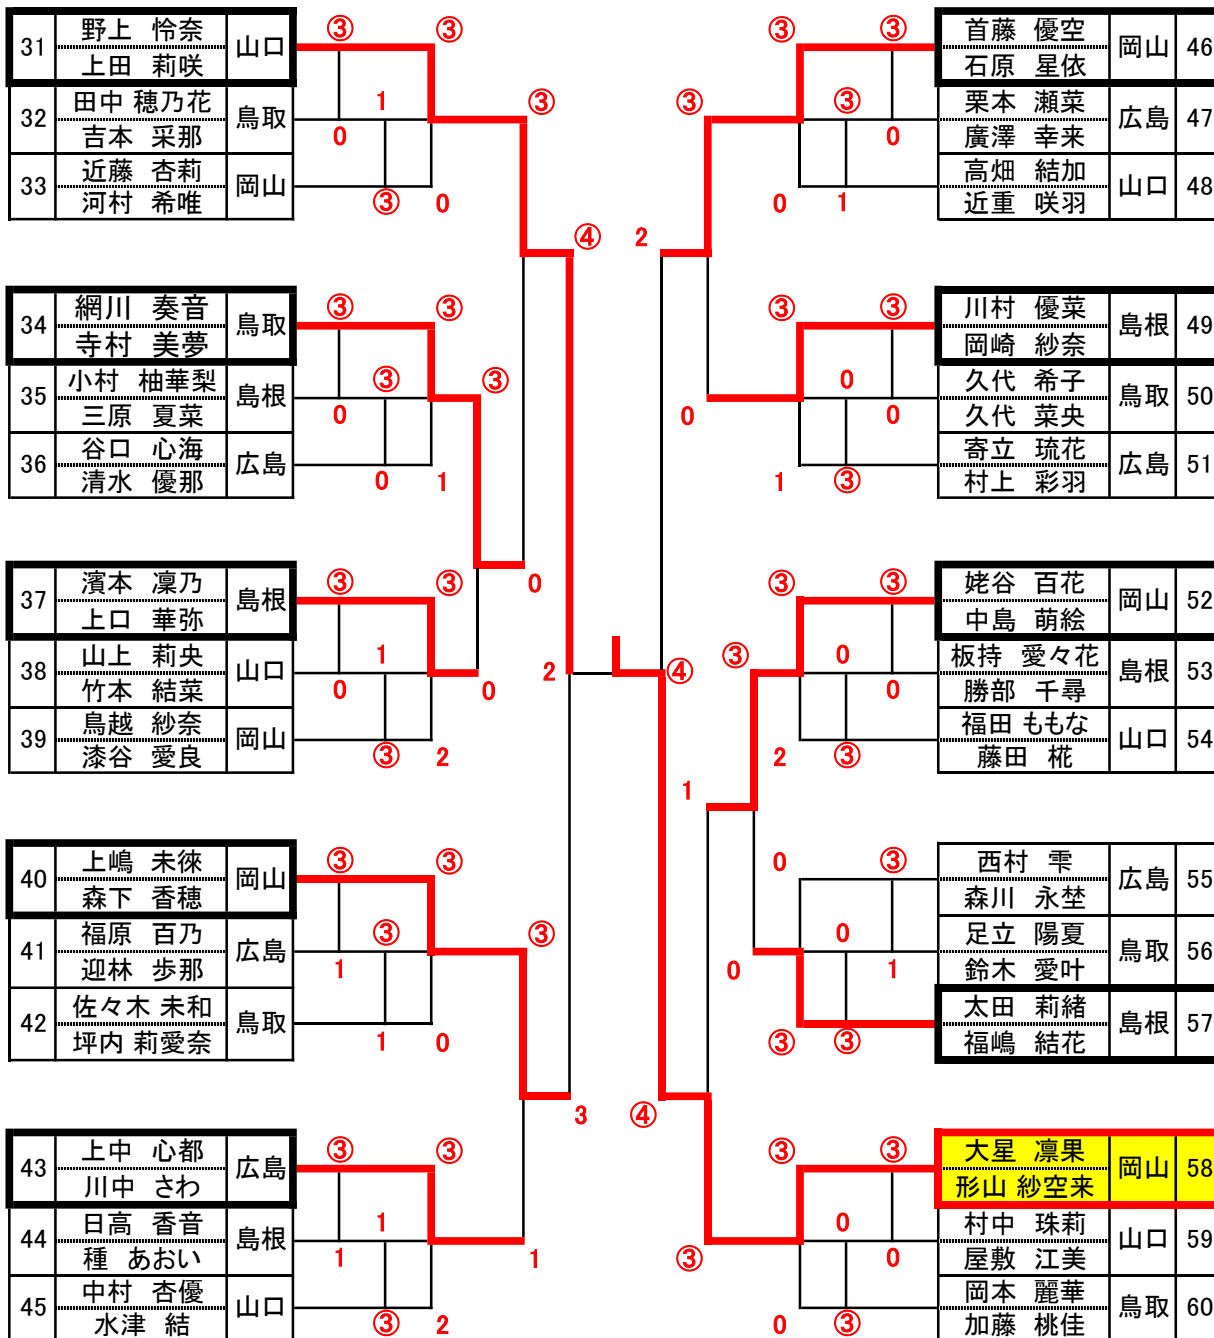 31 野上 怜奈 山口
上田 莉咲
32 田中 穂乃花 鳥取
吉本 采那
33 近藤 杏莉 岡山
河村 希唯
③ ③
1
0
③ 0
③
34 網川 奏音 鳥取
寺村 美夢
35 小村 柚華梨 島根
三原 夏菜
36 谷口 心海 広島
清水 優那
③ ③
③
0
0 1
③
④
37 濱本 凜乃 島根
上口 華弥
38 山上 莉央 山口
竹本 結菜
39 鳥越 紗奈 岡山
漆谷 愛良
③ ③
1
0
③ 2
0
0
2
40 上嶋 未徠 岡山
森下 香穂
41 福原 百乃 広島
迎林 歩那
42 佐々木 未和 鳥取
坪内 莉愛奈
③ ③
③
1
1 0
③
43 上中 心都 広島
川中 さわ
44 日高 香音 島根
種 あおい
45 中村 杏優 山口
水津 結
③ ③
1
1
③ 2
1
3
首藤 優空 岡山 46
石原 星依
栗本 瀬菜 広島 47
廣澤 幸来
高畑 結加 山口 48
近重 咲羽
③ ③
③
0
0 1
③
2
川村 優菜 島根 49
岡崎 紗奈
久代 希子 鳥取 50
久代 菜央
寄立 琉花 広島 51
村上 彩羽
③ ③
0
0
1 ③
0
姥谷 百花 岡山 52
中島 萌絵
板持 愛々花 島根 53
勝部 千尋
福田 ももな 山口 54
藤田 椛
③ ③
0
0
2 ③
③
④
1
西村 雫 広島 55
森川 永埜
足立 陽夏 鳥取 56
鈴木 愛叶
太田 莉緒 島根 57
福嶋 結花
0 ③
0
1
③ ③
0
④
大星 凛果 岡山 58
形山 紗空来
村中 珠莉 山口 59
屋敷 江美
岡本 麗華 鳥取 60
加藤 桃佳
③ ③
0
0
0 ③
③